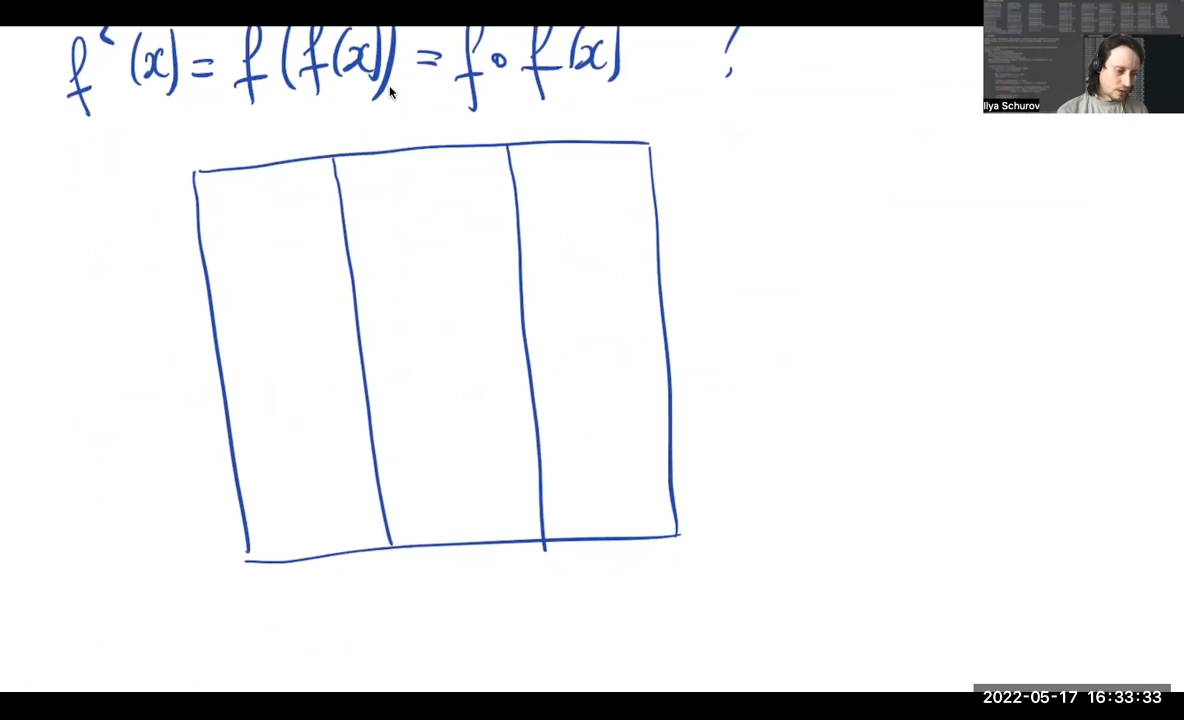 f²(x) = f(f(x)) = f∘f(x) ?
Ilya Schurov
2022-05-17 16:33:33